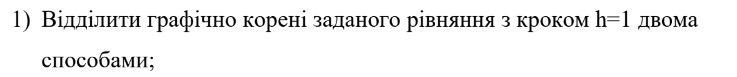 1) Відділити графічно корені заданого рівняння з кроком h=1 двома
способами;